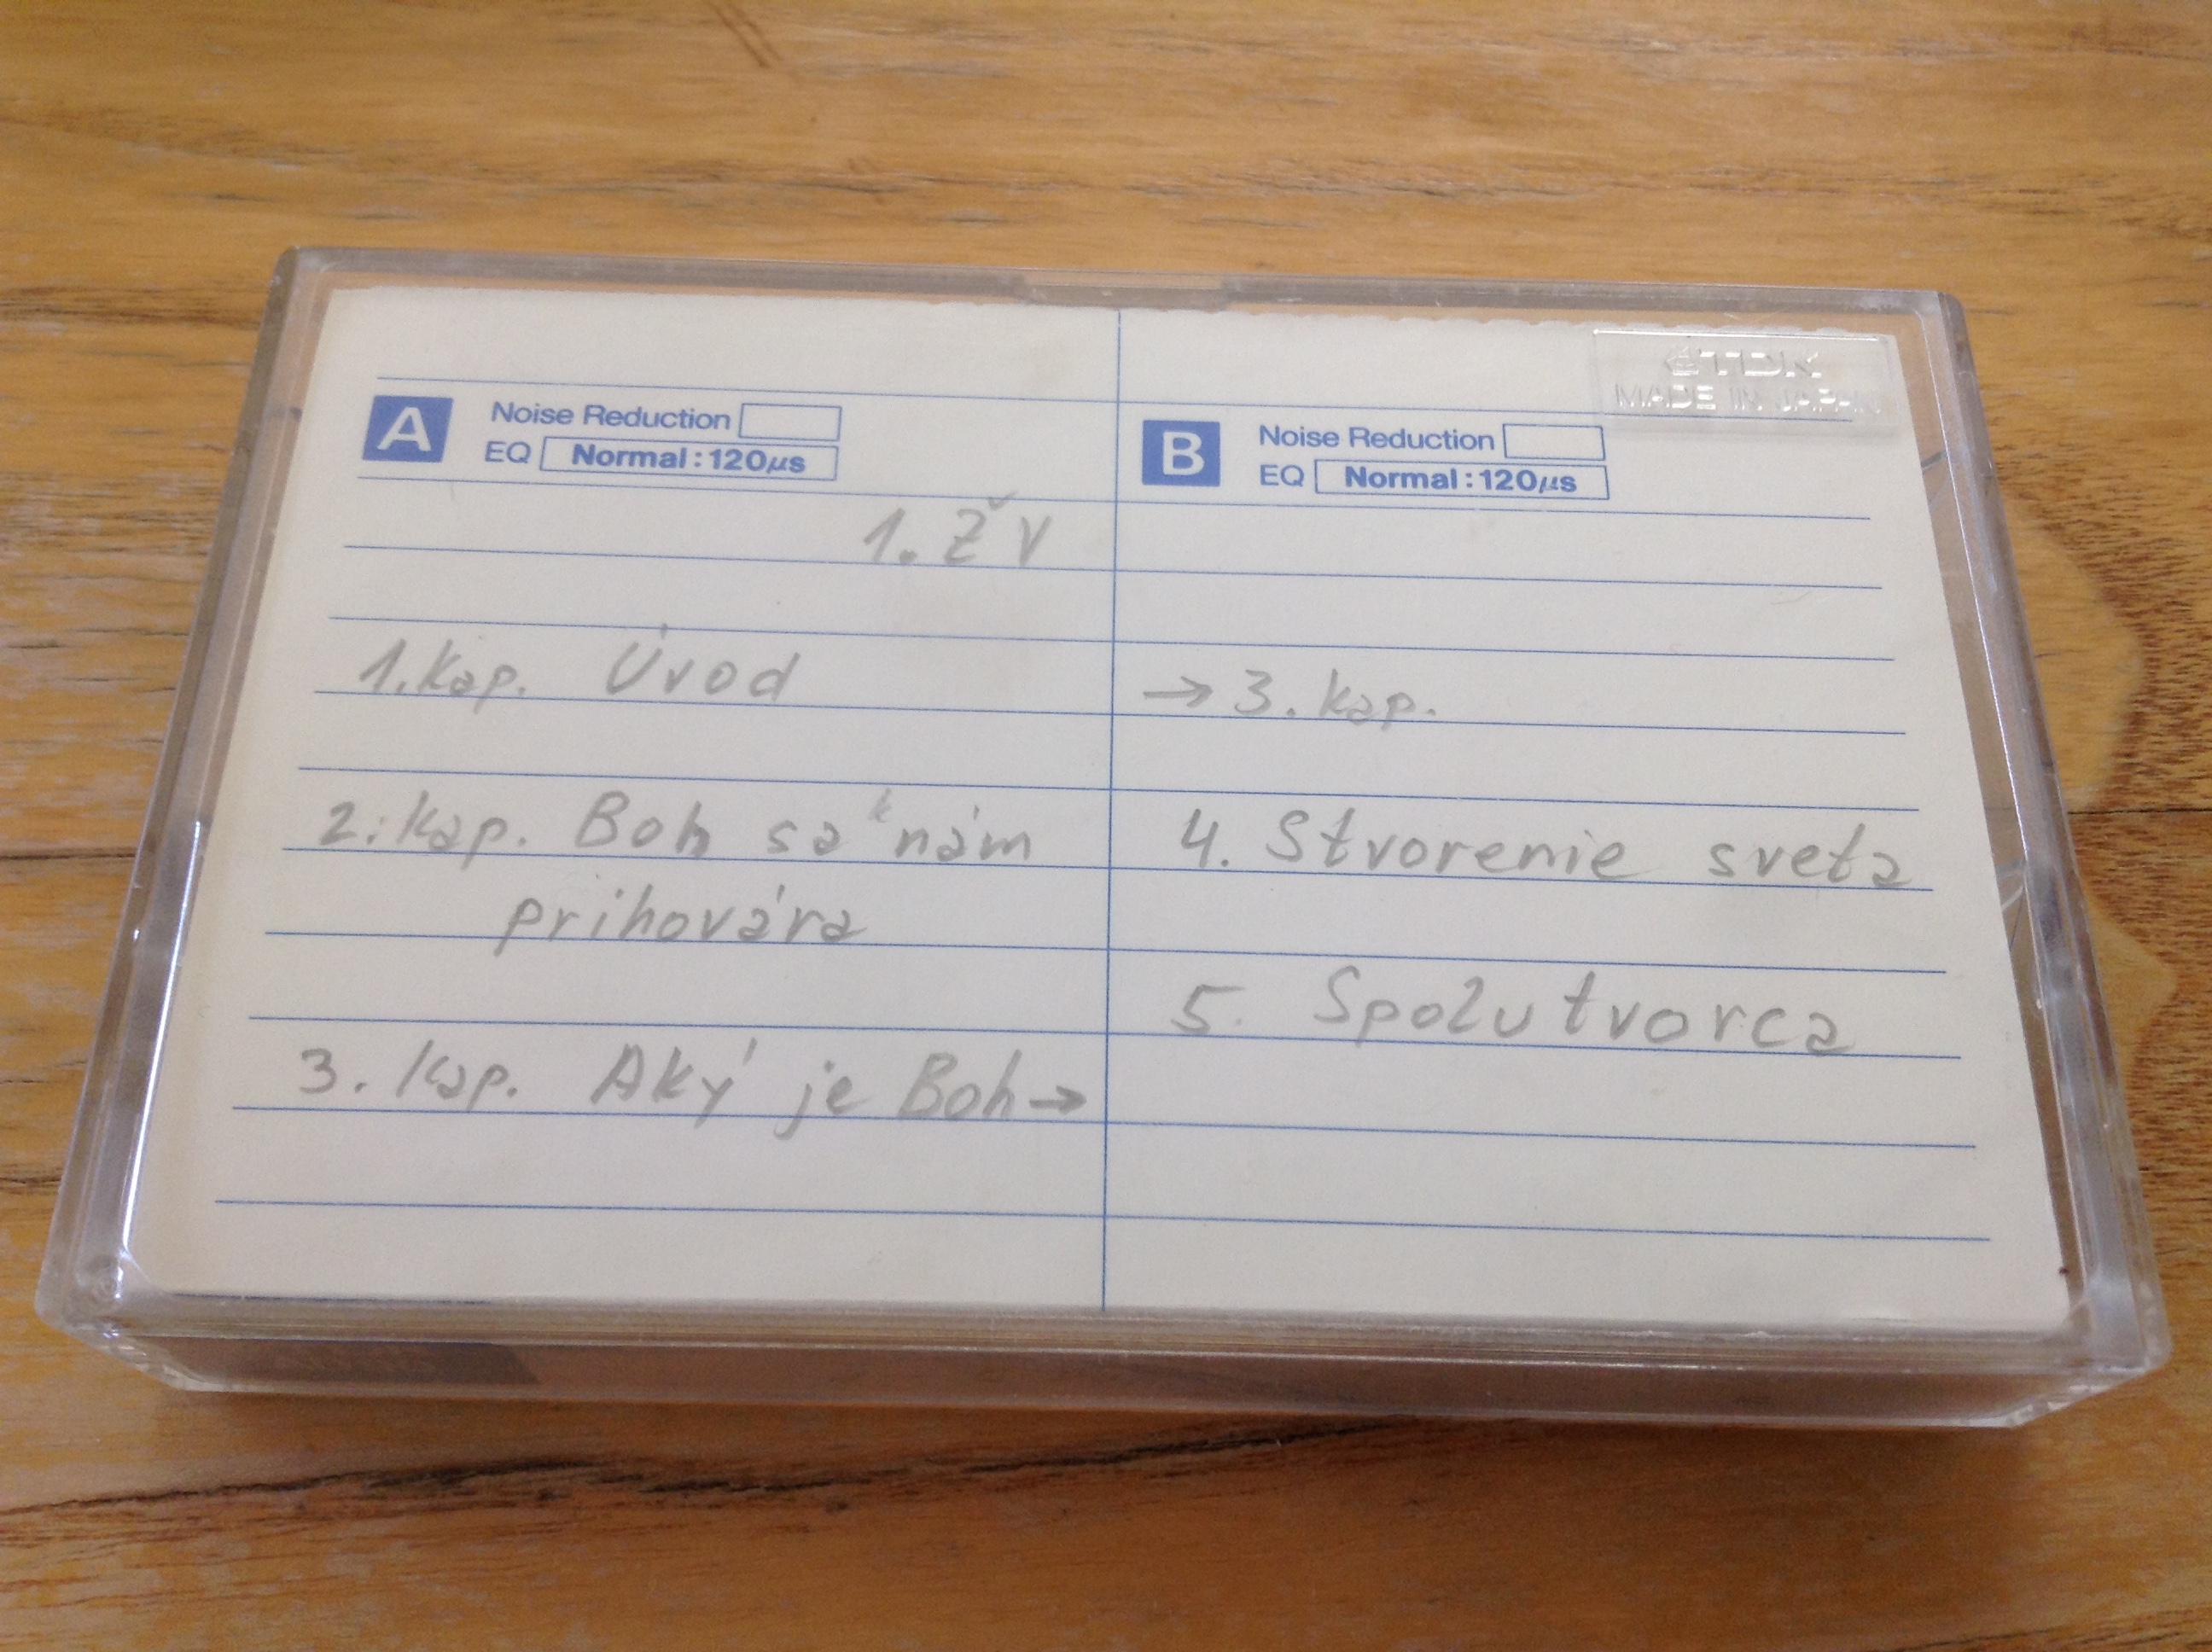 TDK
MADE IN JAPAN
A Noise Reduction
EQ Normal : 120μs
1. ŽV
1. kap. Úvod
2. kap. Boh sa k nám
prihovára
3. kap. Aký je Boh →
B Noise Reduction
EQ Normal : 120μs
→ 3. kap.
4. Stvorenie sveta
5. Spolutvorca